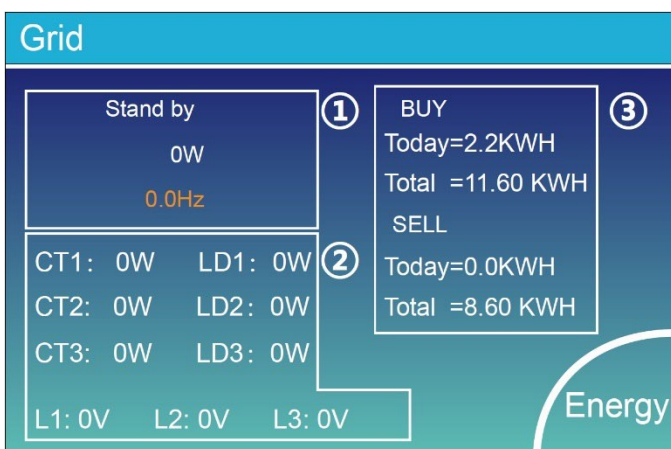 Grid
Stand by
①
0W
0.0Hz
CT1: 0W LD1: 0W
②
CT2: 0W LD2: 0W
CT3: 0W LD3: 0W
L1: 0V L2: 0V L3: 0V
BUY
③
Today=2.2KWH
Total =11.60 KWH
SELL
Today=0.0KWH
Total =8.60 KWH
Energy